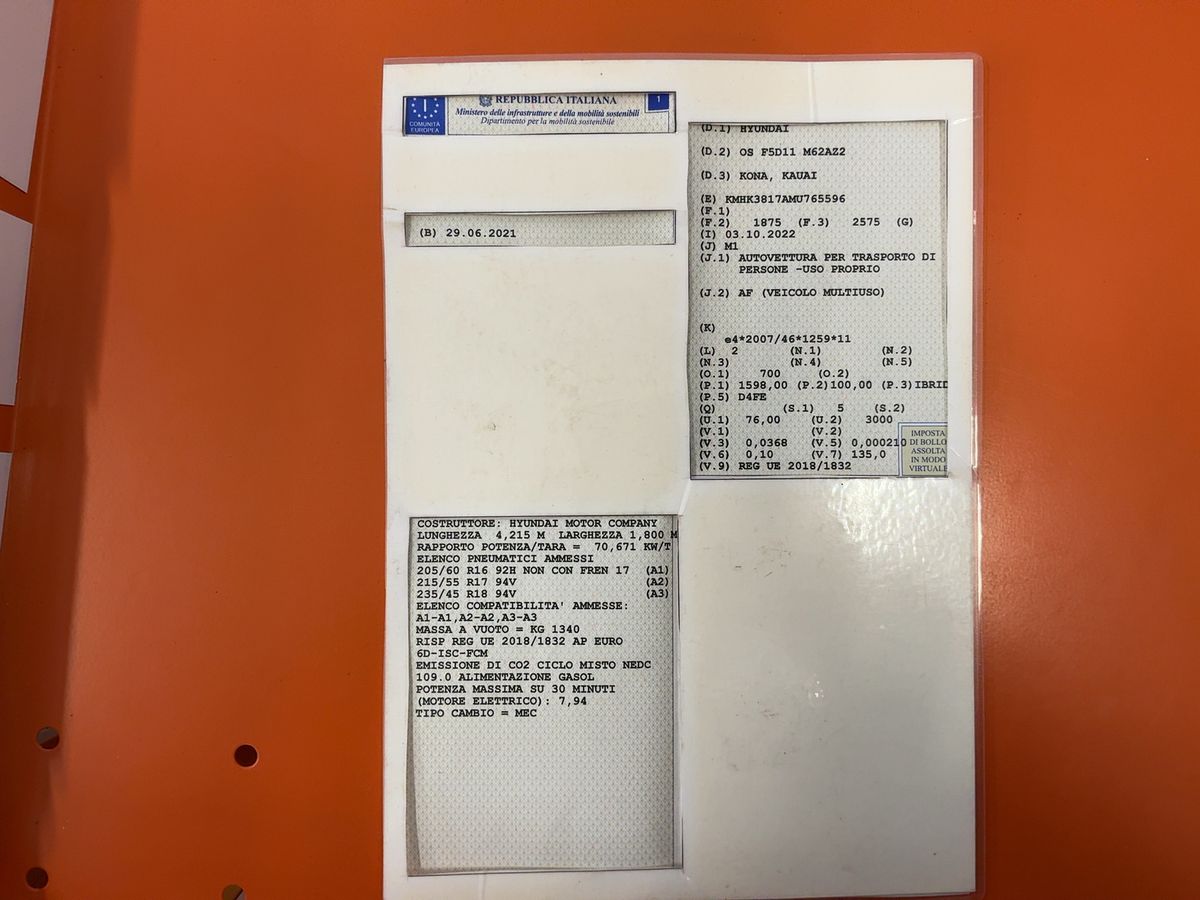 I
COMUNITÀ
EUROPEA
REPUBBLICA ITALIANA
Ministero delle infrastrutture e della mobilità sostenibili
Dipartimento per la mobilità sostenibile
1
(B) 29.06.2021
(D.1) HYUNDAI
(D.2) OS F5D11 M62AZ2
(D.3) KONA, KAUAI
(E) KMHK3817AMU765596
(F.1)
(F.2) 1875 (F.3) 2575 (G)
(I) 03.10.2022
(J) M1
(J.1) AUTOVETTURA PER TRASPORTO DI
PERSONE -USO PROPRIO
(J.2) AF (VEICOLO MULTIUSO)
(K)
e4*2007/46*1259*11
(L) 2 (N.1) (N.2)
(N.3) (N.4) (N.5)
(O.1) 700 (O.2)
(P.1) 1598,00 (P.2)100,00 (P.3)IBRID
(P.5) D4FE
(Q) (S.1) 5 (S.2)
(U.1) 76,00 (U.2) 3000
(V.1) (V.2)
(V.3) 0,0368 (V.5) 0,000210
(V.6) 0,10 (V.7) 135,0
(V.9) REG UE 2018/1832
IMPOSTA
DI BOLLO
ASSOLTA
IN MODO
VIRTUALE
COSTRUTTORE: HYUNDAI MOTOR COMPANY
LUNGHEZZA 4,215 M LARGHEZZA 1,800 M
RAPPORTO POTENZA/TARA = 70,671 KW/T
ELENCO PNEUMATICI AMMESSI
205/60 R16 92H NON CON FREN 17 (A1)
215/55 R17 94V (A2)
235/45 R18 94V (A3)
ELENCO COMPATIBILITA' AMMESSE:
A1-A1,A2-A2,A3-A3
MASSA A VUOTO = KG 1340
RISP REG UE 2018/1832 AP EURO
6D-ISC-FCM
EMISSIONE DI CO2 CICLO MISTO NEDC
109.0 ALIMENTAZIONE GASOL
POTENZA MASSIMA SU 30 MINUTI
(MOTORE ELETTRICO): 7,94
TIPO CAMBIO = MEC